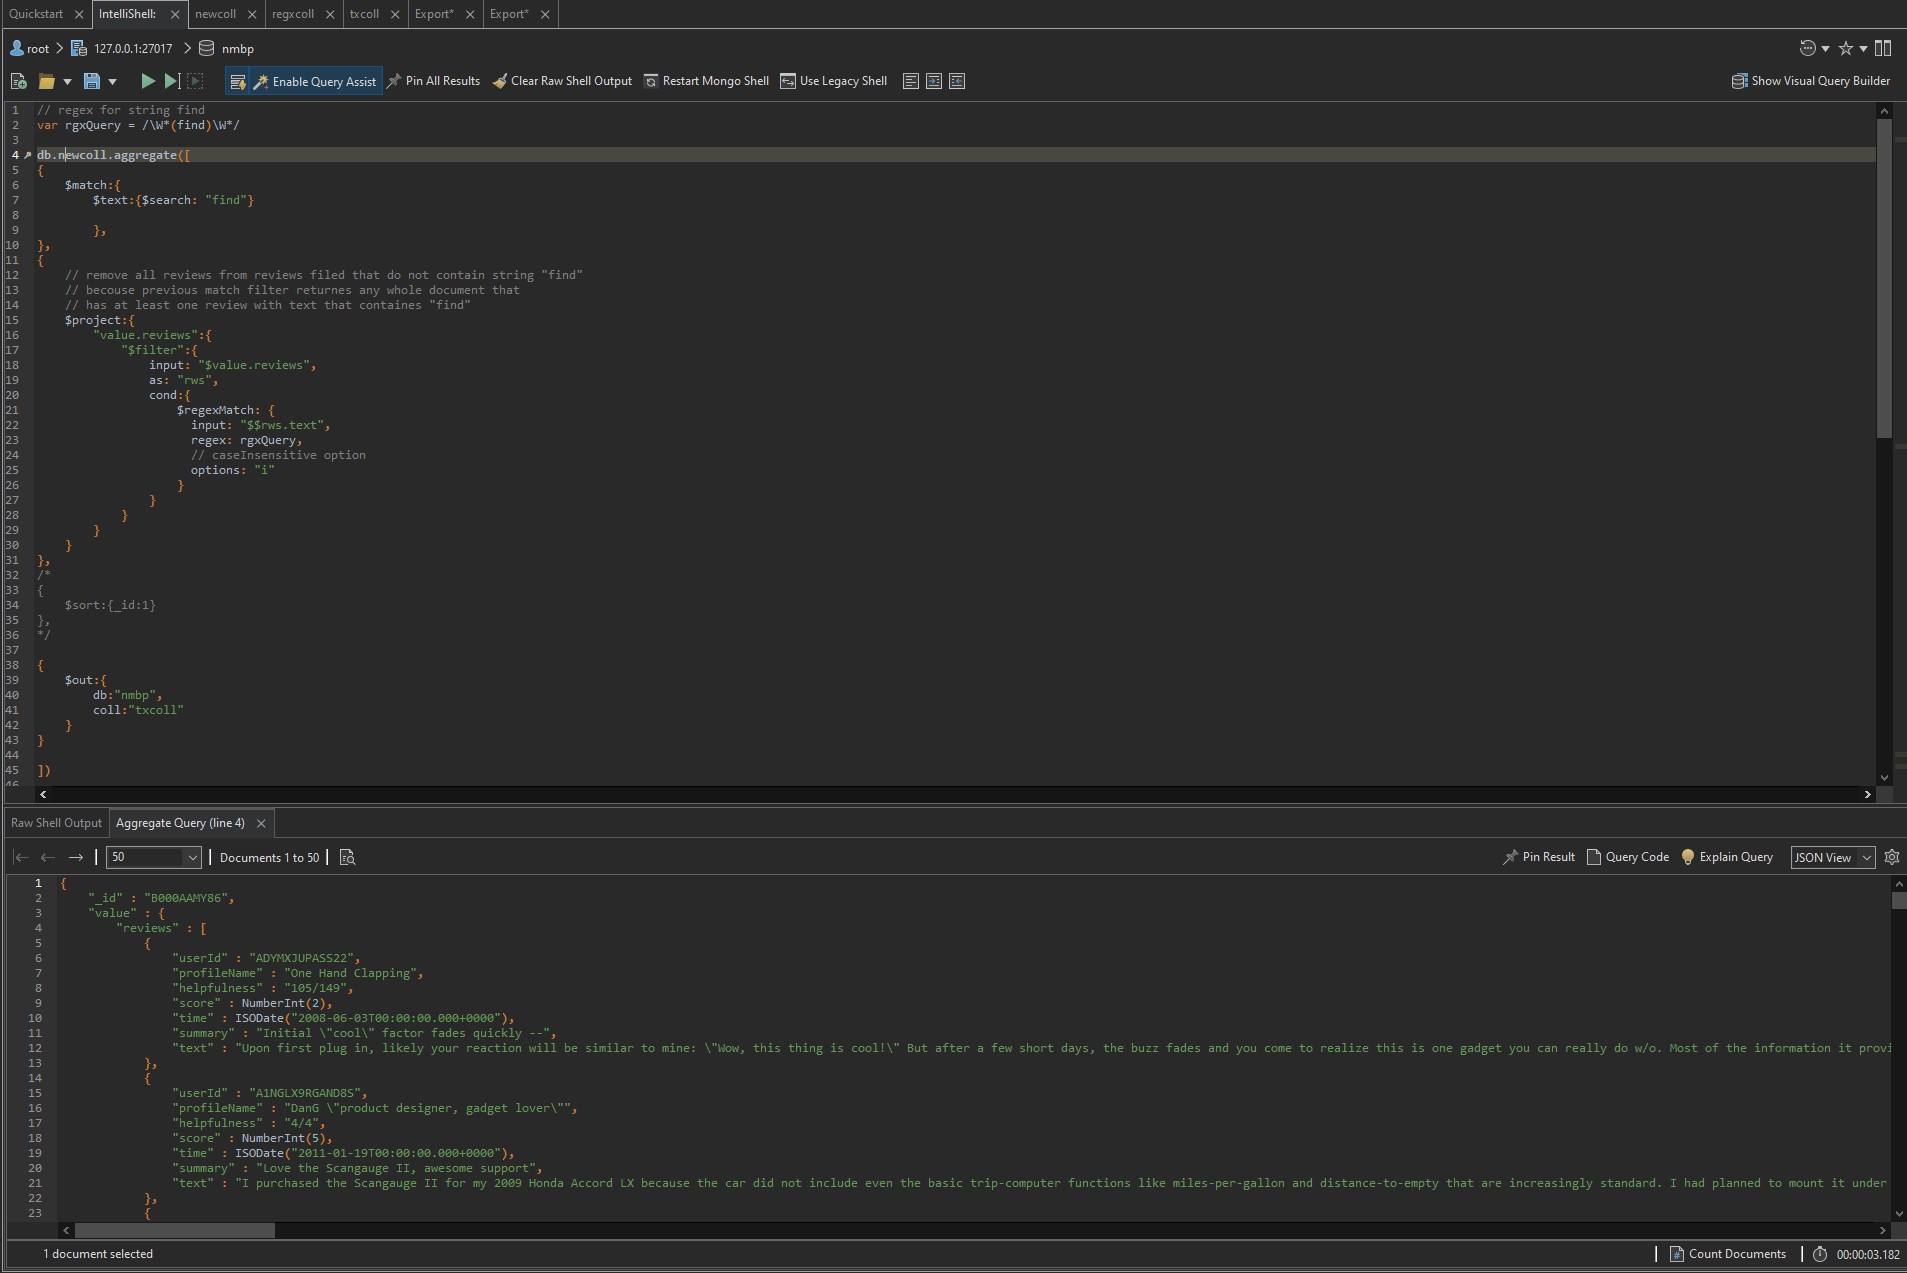 Quickstart IntelliShell: newcoll regxcoll txcoll Export* Export*
root 127.0.0.1:27017 nmbp
Enable Query Assist Pin All Results Clear Raw Shell Output Restart Mongo Shell Use Legacy Shell Show Visual Query Builder
1 // regex for string find
2 var rgxQuery = /\W*(find)\W*/
3
4 db.newcoll.aggregate([
5 {
6 $match:{
7 $text:{$search: "find"}
8
9 },
10 },
11 {
12 // remove all reviews from reviews filed that do not contain string "find"
13 // becouse previous match filter returnes any whole document that
14 // has at least one review with text that containes "find"
15 $project:{
16 "value.reviews":{
17 "$filter":{
18 input: "$value.reviews",
19 as: "rws",
20 cond:{
21 $regexMatch: {
22 input: "$$rws.text",
23 regex: rgxQuery,
24 // caseInsensitive option
25 options: "i"
26 }
27 }
28 }
29 }
30 }
31 },
32 /*
33 {
34 $sort:{_id:1}
35 },
36 */
37
38 {
39 $out:{
40 db:"nmbp",
41 coll:"txcoll"
42 }
43 }
44
45 ])
46
Raw Shell Output Aggregate Query (line 4)
50 Documents 1 to 50 Pin Result Query Code Explain Query JSON View
1 {
2 "_id" : "B000AAMY86",
3 "value" : {
4 "reviews" : [
5 {
6 "userId" : "ADYMXJUPASS22",
7 "profileName" : "One Hand Clapping",
8 "helpfulness" : "105/149",
9 "score" : NumberInt(2),
10 "time" : ISODate("2008-06-03T00:00:00.000+0000"),
11 "summary" : "Initial \"cool\" factor fades quickly --",
12 "text" : "Upon first plug in, likely your reaction will be similar to mine: \"Wow, this thing is cool!\" But after a few short days, the buzz fades and you come to realize this is one gadget you can really do w/o. Most of the information it provi
13 },
14 {
15 "userId" : "A1NGLX9RGAND8S",
16 "profileName" : "DanG \"product designer, gadget lover\"",
17 "helpfulness" : "4/4",
18 "score" : NumberInt(5),
19 "time" : ISODate("2011-01-19T00:00:00.000+0000"),
20 "summary" : "Love the Scangauge II, awesome support",
21 "text" : "I purchased the Scangauge II for my 2009 Honda Accord LX because the car did not include even the basic trip-computer functions like miles-per-gallon and distance-to-empty that are increasingly standard. I had planned to mount it under
22 },
23 {
1 document selected Count Documents 00:00:03.182